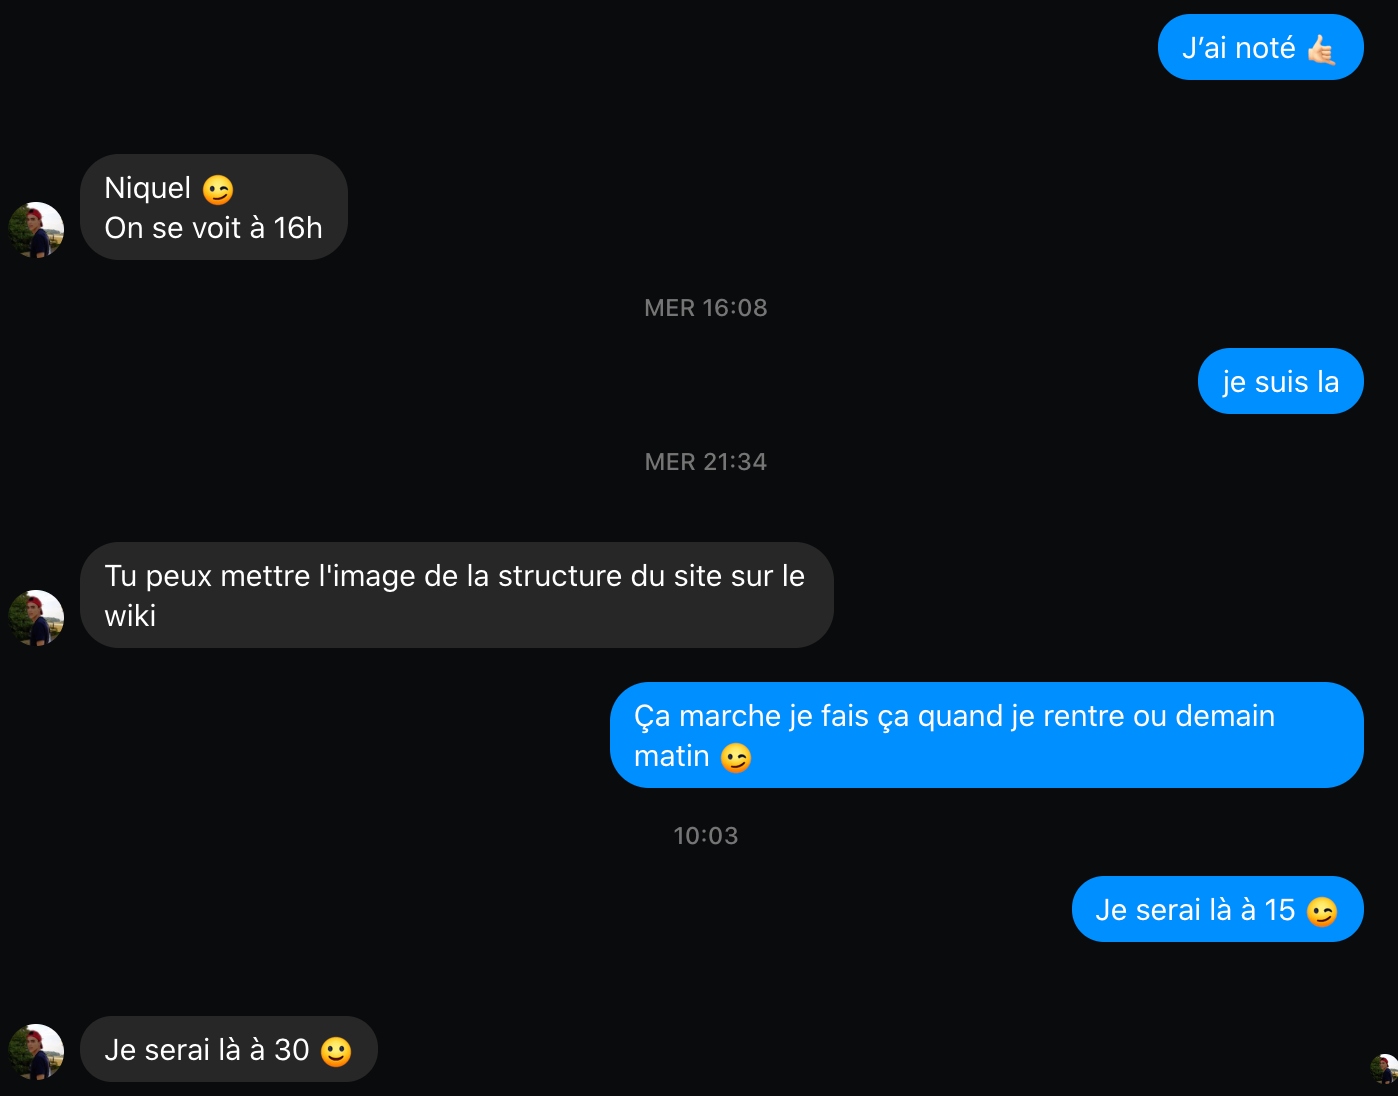 J’ai noté 🤙🏻
Niquel 😉
On se voit à 16h
MER 16:08
je suis la
MER 21:34
Tu peux mettre l'image de la structure du site sur le
wiki
Ça marche je fais ça quand je rentre ou demain
matin 😉
10:03
Je serai là à 15 😉
Je serai là à 30 🙂